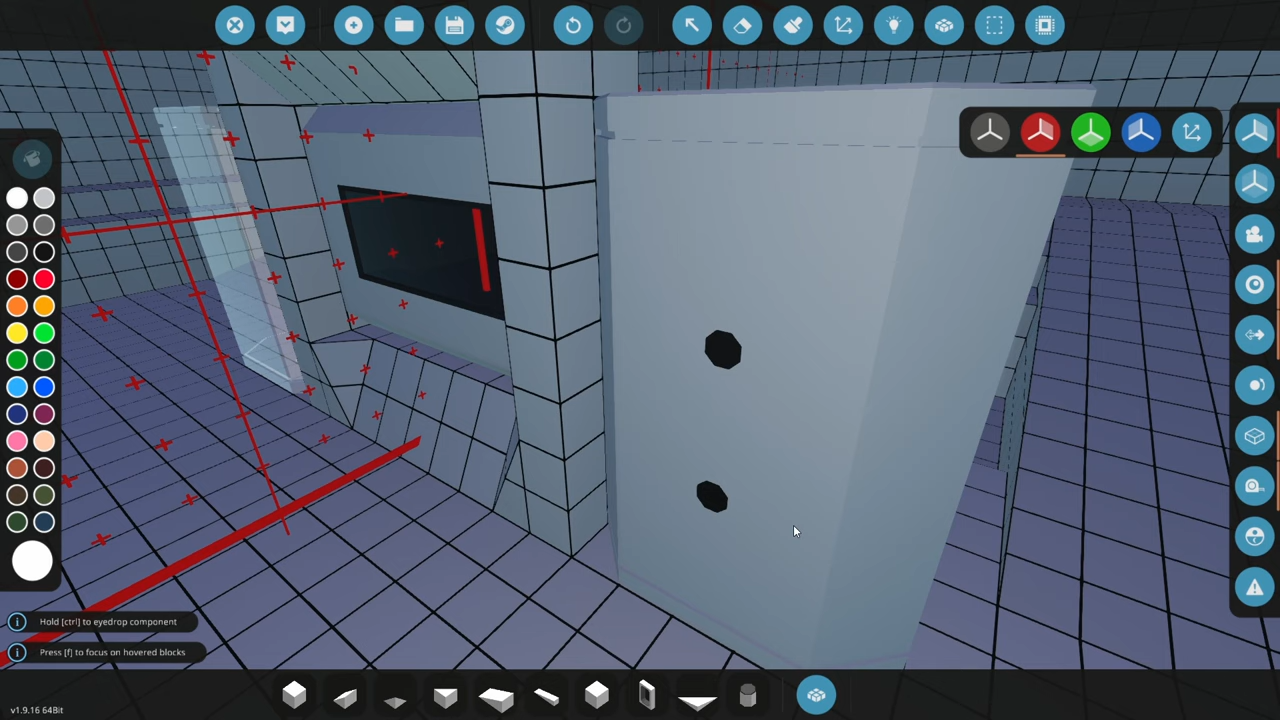 Hold [ctrl] to eyedrop component
Press [f] to focus on hovered blocks
v1.9.16 64Bit